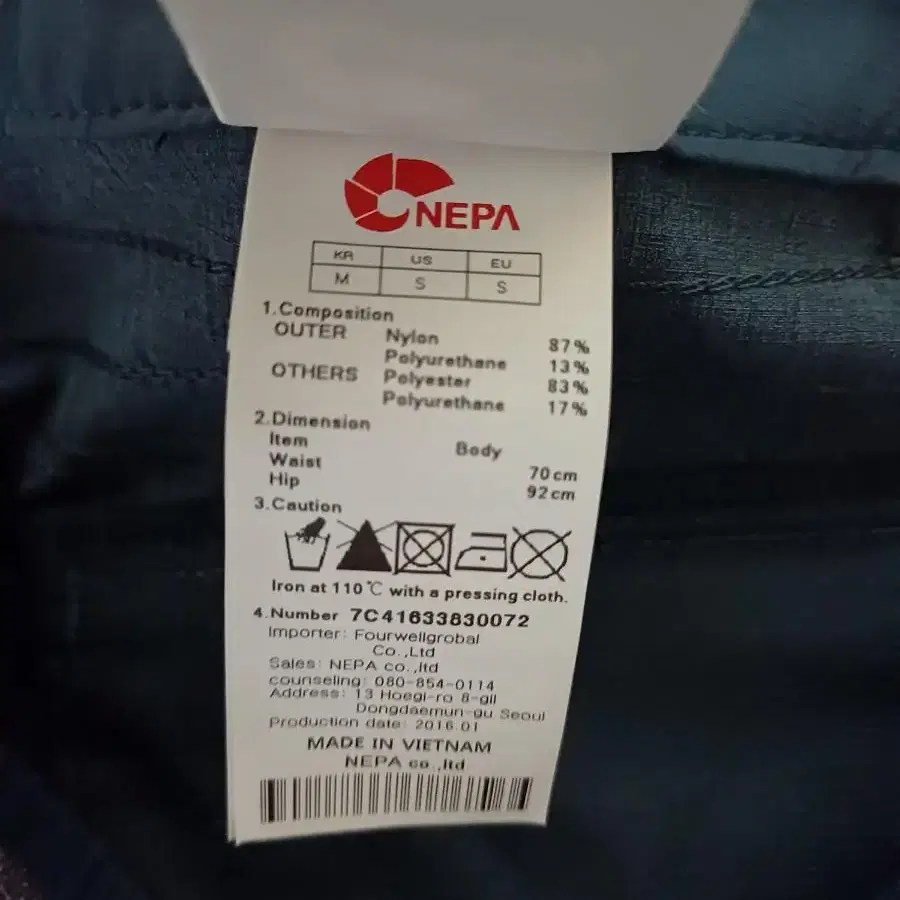 NEPA
KR US EU
M S S
1.Composition
OUTER Nylon 87%
Polyurethane 13%
OTHERS Polyester 83%
Polyurethane 17%
2.Dimension
Item Body
Waist 70cm
Hip 92cm
3.Caution
Iron at 110℃ with a pressing cloth.
4.Number 7C41633830072
Importer: Fourwellgrobal
Co.,Ltd
Sales: NEPA co.,ltd
counseling: 080-854-0114
Address: 13 Hoegi-ro 8-gil
Dongdaemun-gu Seoul
Production date: 2016.01
MADE IN VIETNAM
NEPA co.,ltd